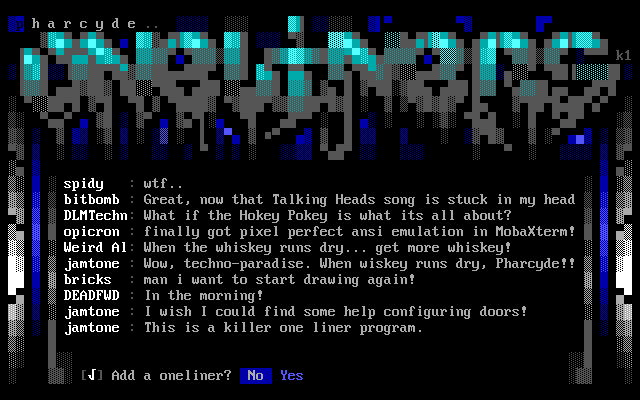 h a r c y d e ..
k1
spidy : wtf..
bitbomb : Great, now that Talking Heads song is stuck in my head
DLMTechn: What if the Hokey Pokey is what its all about?
opicron : finally got pixel perfect ansi emulation in MobaXterm!
Weird Al: When the whiskey runs dry... get more whiskey!
jamtone : Wow, techno-paradise. When wiskey runs dry, Pharcyde!!
bricks : man i want to start drawing again!
DEADFWD : In the morning!
jamtone : I wish I could find some help configuring doors!
jamtone : This is a killer one liner program.
[√] Add a oneliner? No Yes